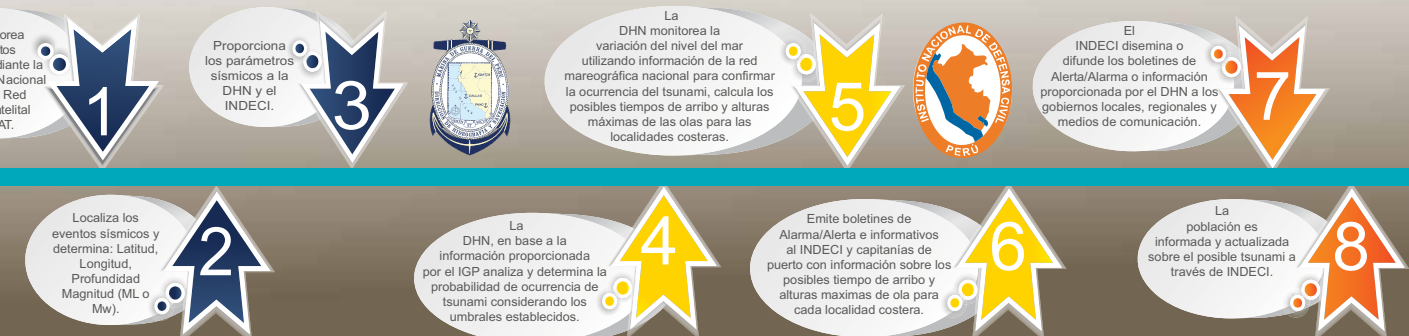 1
Proporciona
los parámetros
sísmicos a la
DHN y el
INDECI.
3
MARINA DE GUERRA DEL PERÚ
La
DHN monitorea la
variación del nivel del mar
utilizando información de la red
mareográfica nacional para confirmar
la ocurrencia del tsunami, calcula los
posibles tiempos de arribo y alturas
máximas de las olas para las
localidades costeras.
5
INSTITUTO NACIONAL DE DEFENSA CIVIL
PERÚ
El
INDECI disemina o
difunde los boletines de
Alerta/Alarma o información
proporcionada por el DHN a los
gobiernos locales, regionales y
medios de comunicación.
7
Localiza los
eventos sísmicos y
determina: Latitud,
Longitud,
Profundidad
Magnitud (ML o
Mw).
2
La
DHN, en base a la
información proporcionada
por el IGP analiza y determina la
probabilidad de ocurrencia de
tsunami considerando los
umbrales establecidos.
4
Emite boletines de
Alarma/Alerta e informativos
al INDECI y capitanías de
puerto con información sobre los
posibles tiempo de arribo y
alturas maximas de ola para
cada localidad costera.
6
La
población es
informada y actualizada
sobre el posible tsunami a
través de INDECI.
8